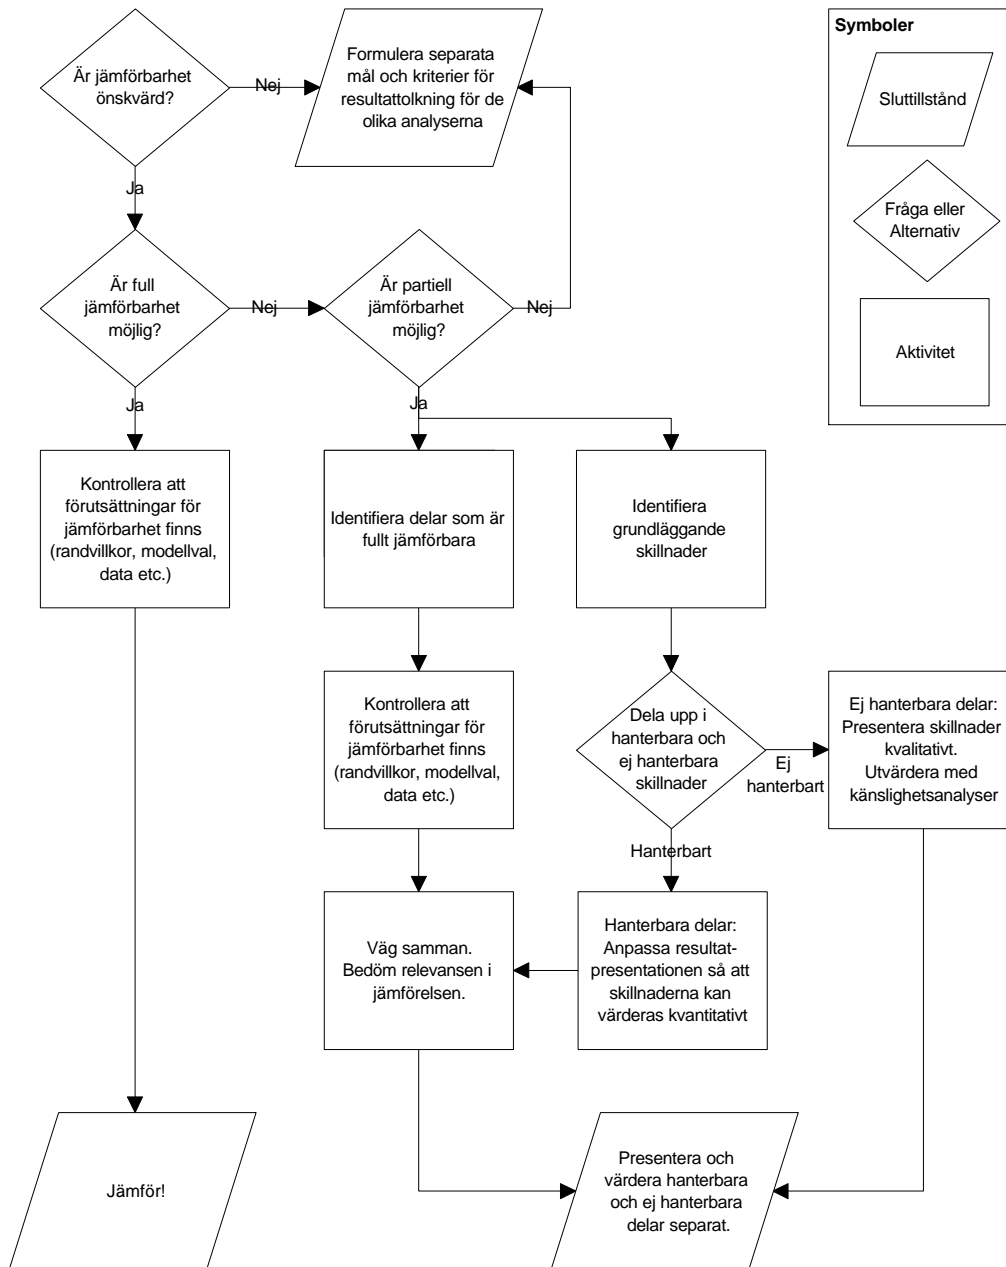 Är jämförbarhet
önskvärd?
Nej
Formulera separata
mål och kriterier för
resultattolkning för de
olika analyserna
Symboler
Sluttillstånd
Fråga eller
Alternativ
Aktivitet
Ja
Är full
jämförbarhet
möjlig?
Nej
Är partiell
jämförbarhet
möjlig?
Nej
Ja
Ja
Kontrollera att
förutsättningar för
jämförbarhet finns
(randvillkor, modellval,
data etc.)
Identifiera delar som är
fullt jämförbara
Identifiera
grundläggande
skillnader
Kontrollera att
förutsättningar för
jämförbarhet finns
(randvillkor, modellval,
data etc.)
Dela upp i
hanterbara och
ej hanterbara
skillnader
Ej
hanterbart
Ej hanterbara delar:
Presentera skillnader
kvalitativt.
Utvärdera med
känslighetsanalyser
Hanterbart
Väg samman.
Bedöm relevansen i
jämförelsen.
Hanterbara delar:
Anpassa resultat-
presentationen så att
skillnaderna kan
värderas kvantitativt
Jämför!
Presentera och
värdera hanterbara
och ej hanterbara
delar separat.